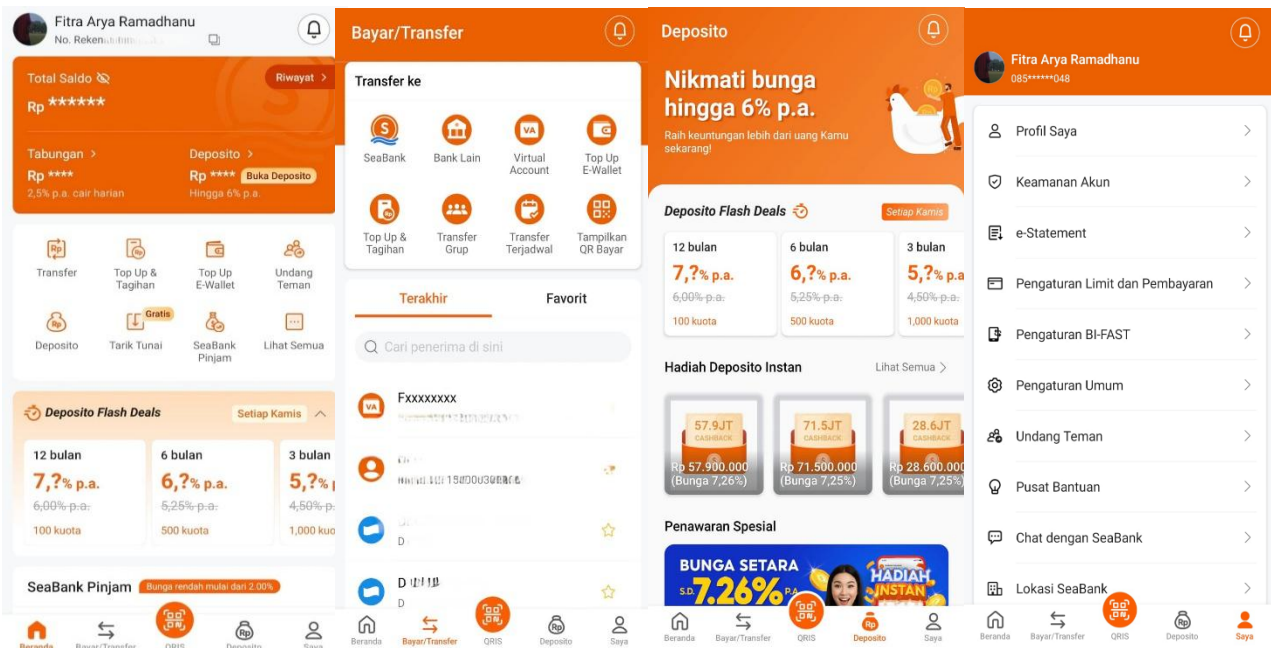 Fitra Arya Ramadhanu
No. Reken
Total Saldo
Riwayat >
Rp ******
Tabungan >
Deposito >
Rp ****
Rp ****
Buka Deposito
2,5% p.a. cair harian
Hingga 6% p.a.
Transfer
Top Up &
Tagihan
Top Up
E-Wallet
Undang
Teman
Deposito
Gratis
Tarik Tunai
SeaBank
Pinjam
Lihat Semua
Deposito Flash Deals
Setiap Kamis
12 bulan
7,?% p.a.
6,00% p.a.
100 kuota
6 bulan
6,?% p.a.
5,25% p.a.
500 kuota
3 bulan
5,?%
4,50% p.
1,000 kuo
SeaBank Pinjam
Bunga rendah mulai dari 2.00%
Beranda
Bayar/Transfer
QRIS
Deposito
Saya
Bayar/Transfer
Transfer ke
SeaBank
Bank Lain
Virtual
Account
Top Up
E-Wallet
Top Up &
Tagihan
Transfer
Grup
Transfer
Terjadwal
Tampilkan
QR Bayar
Terakhir
Favorit
Cari penerima di sini
VA
Fxxxxxxxx
D
D
D
Beranda
Bayar/Transfer
QRIS
Deposito
Saya
Deposito
Nikmati bunga
hingga 6% p.a.
Raih keuntungan lebih dari uang Kamu
sekarang!
Deposito Flash Deals
Setiap Kamis
12 bulan
7,?% p.a.
6,00% p.a.
100 kuota
6 bulan
6,?% p.a.
5,25% p.a.
500 kuota
3 bulan
5,?% p.a
4,50% p.a.
1,000 kuota
Hadiah Deposito Instan
Lihat Semua >
57.9JT
CASHBACK
Rp 57.900.000
(Bunga 7,26%)
71.5JT
CASHBACK
Rp 71.500.000
(Bunga 7,25%)
28.6JT
CASHBACK
Rp 28.600.000
(Bunga 7,25%)
Penawaran Spesial
BUNGA SETARA
S.D. 7.26% P.A.
HADIAH
INSTAN
Beranda
Bayar/Transfer
QRIS
Deposito
Saya
Fitra Arya Ramadhanu
085******048
Profil Saya
Keamanan Akun
e-Statement
Pengaturan Limit dan Pembayaran
Pengaturan BI-FAST
Pengaturan Umum
Undang Teman
Pusat Bantuan
Chat dengan SeaBank
Lokasi SeaBank
Beranda
Bayar/Transfer
QRIS
Deposito
Saya